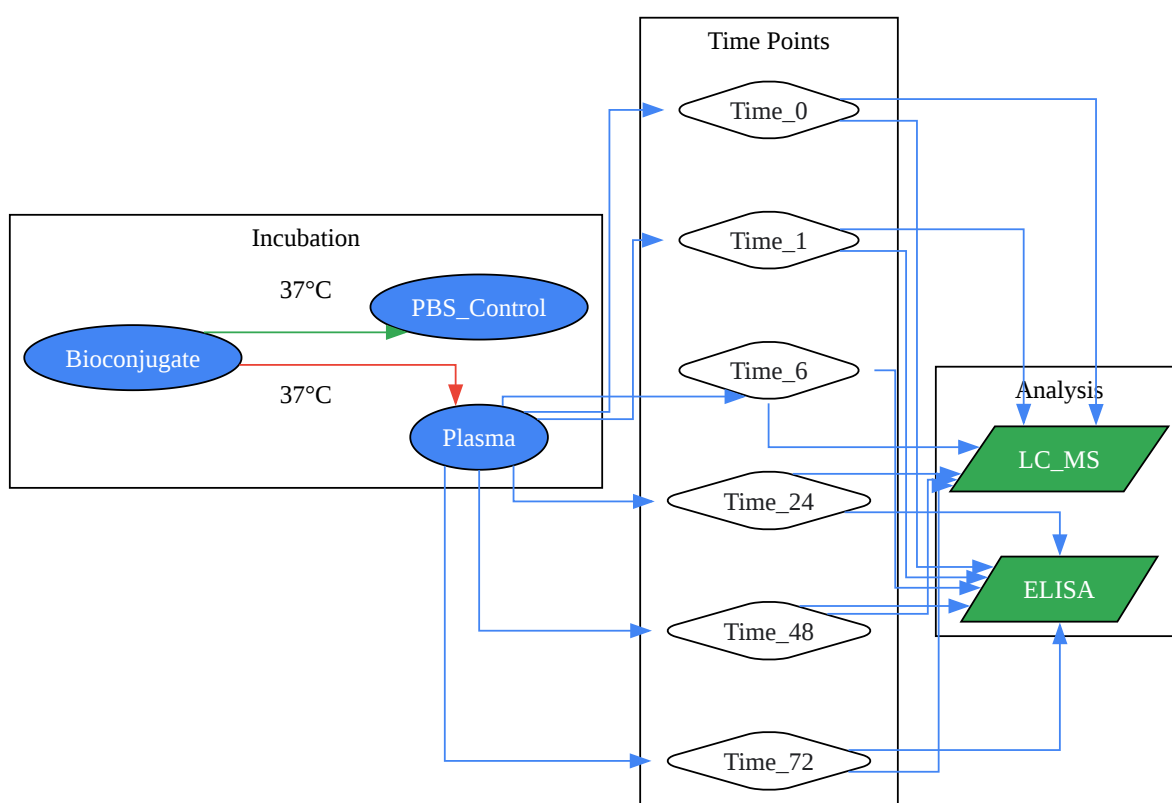 Time Points
Time_0
Time_1
Incubation
37°C
PBS_Control
Bioconjugate
37°C
Plasma
Time_6
Analysis
LC_MS
Time_24
ELISA
Time_48
Time_72